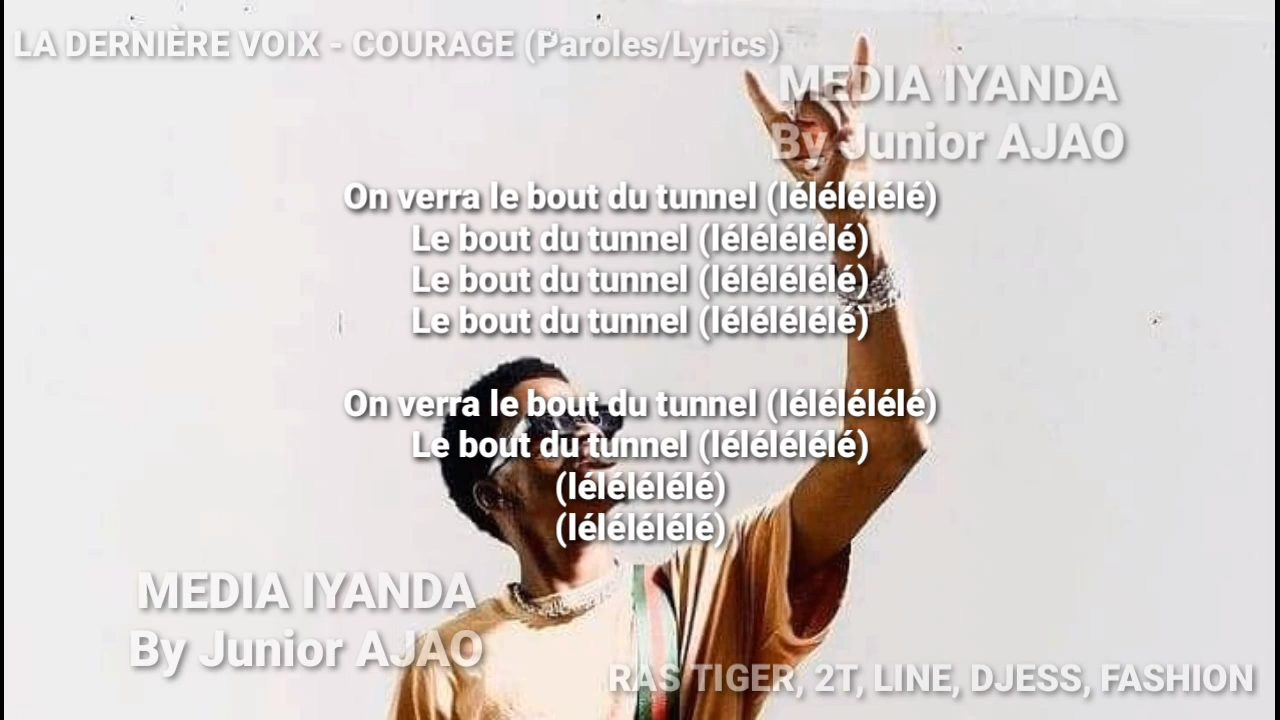 LA DERNIÈRE VOIX - COURAGE (Paroles/Lyrics)
MEDIA IYANDA
By Junior AJAO
On verra le bout du tunnel (lélélélélé)
Le bout du tunnel (lélélélélé)
Le bout du tunnel (lélélélélé)
Le bout du tunnel (lélélélélé)
On verra le bout du tunnel (lélélélélé)
Le bout du tunnel (lélélélélé)
(lélélélélé)
(lélélélélé)
MEDIA IYANDA
By Junior AJAO
RAS TIGER, 2T, LINE, DJESS, FASHION